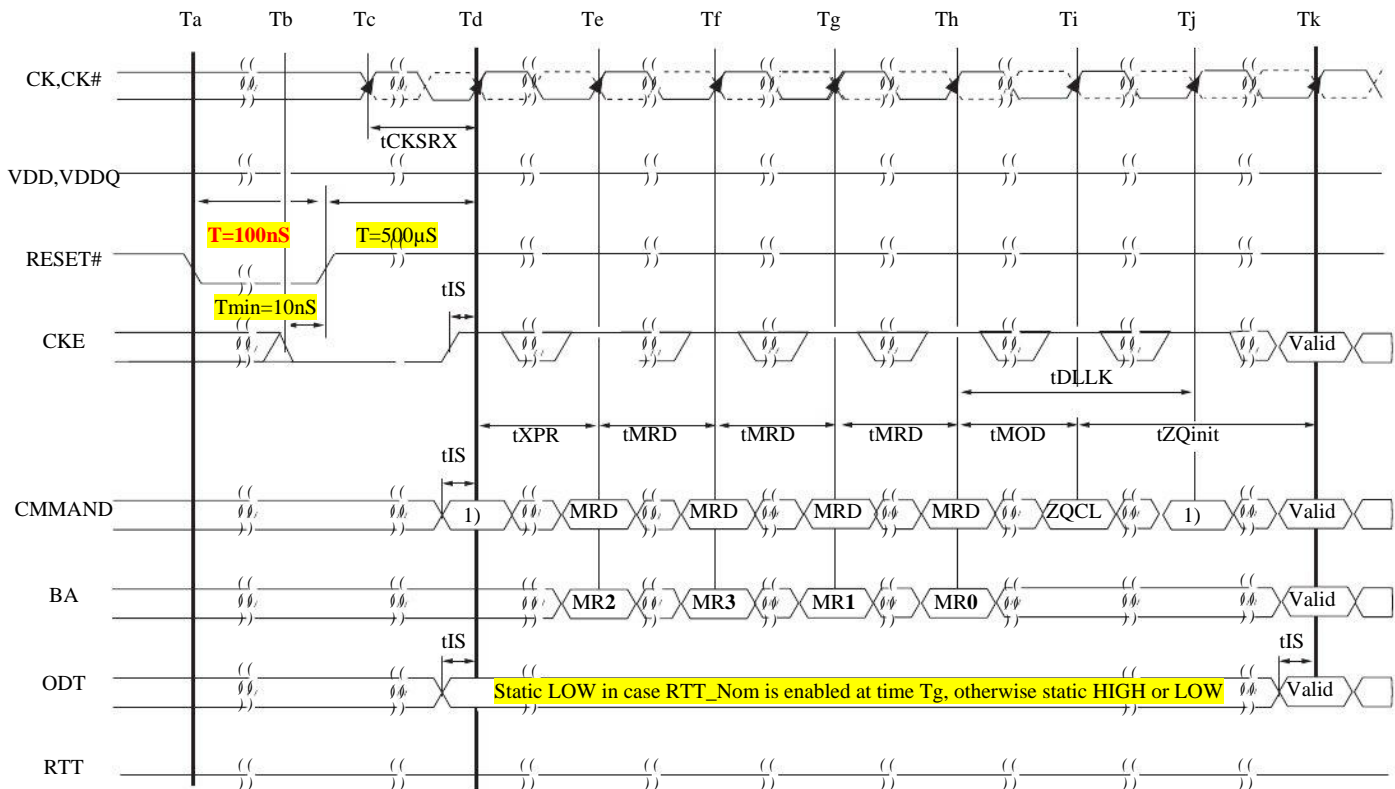 Ta Tb Tc Td Te Tf Tg Th Ti Tj Tk
CK,CK#
tCKSRX
VDD,VDDQ
T=100nS T=500µS
RESET#
Tmin=10nS tIS
CKE Valid
tDLLK
tXPR tMRD tMRD tMRD tMOD tZQinit
tIS
CMMAND 1) MRD MRD MRD MRD ZQCL 1) Valid
BA MR2 MR3 MR1 MR0 Valid
tIS tIS
ODT Static LOW in case RTT_Nom is enabled at time Tg, otherwise static HIGH or LOW Valid
RTT